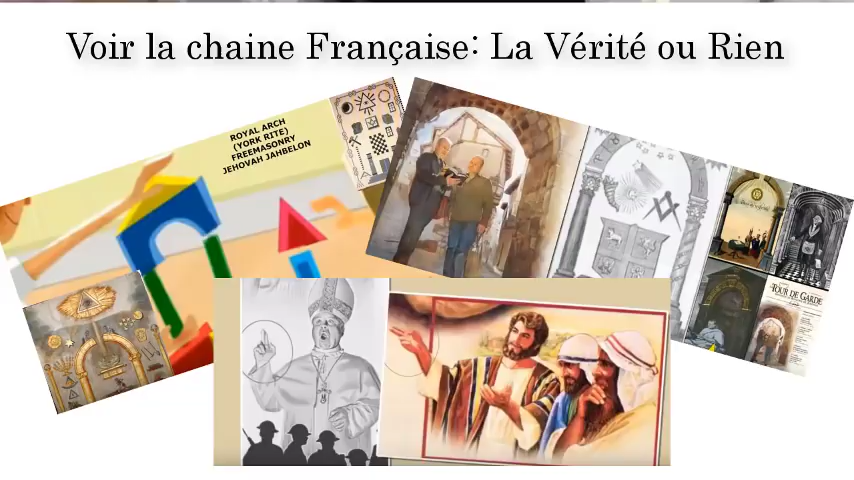 Voir la chaine Française: La Vérité ou Rien
ROYAL ARCH
(YORK RITE)
FREEMASONRY
JEHOVAH JAHBELON
TOUR DE GARDE